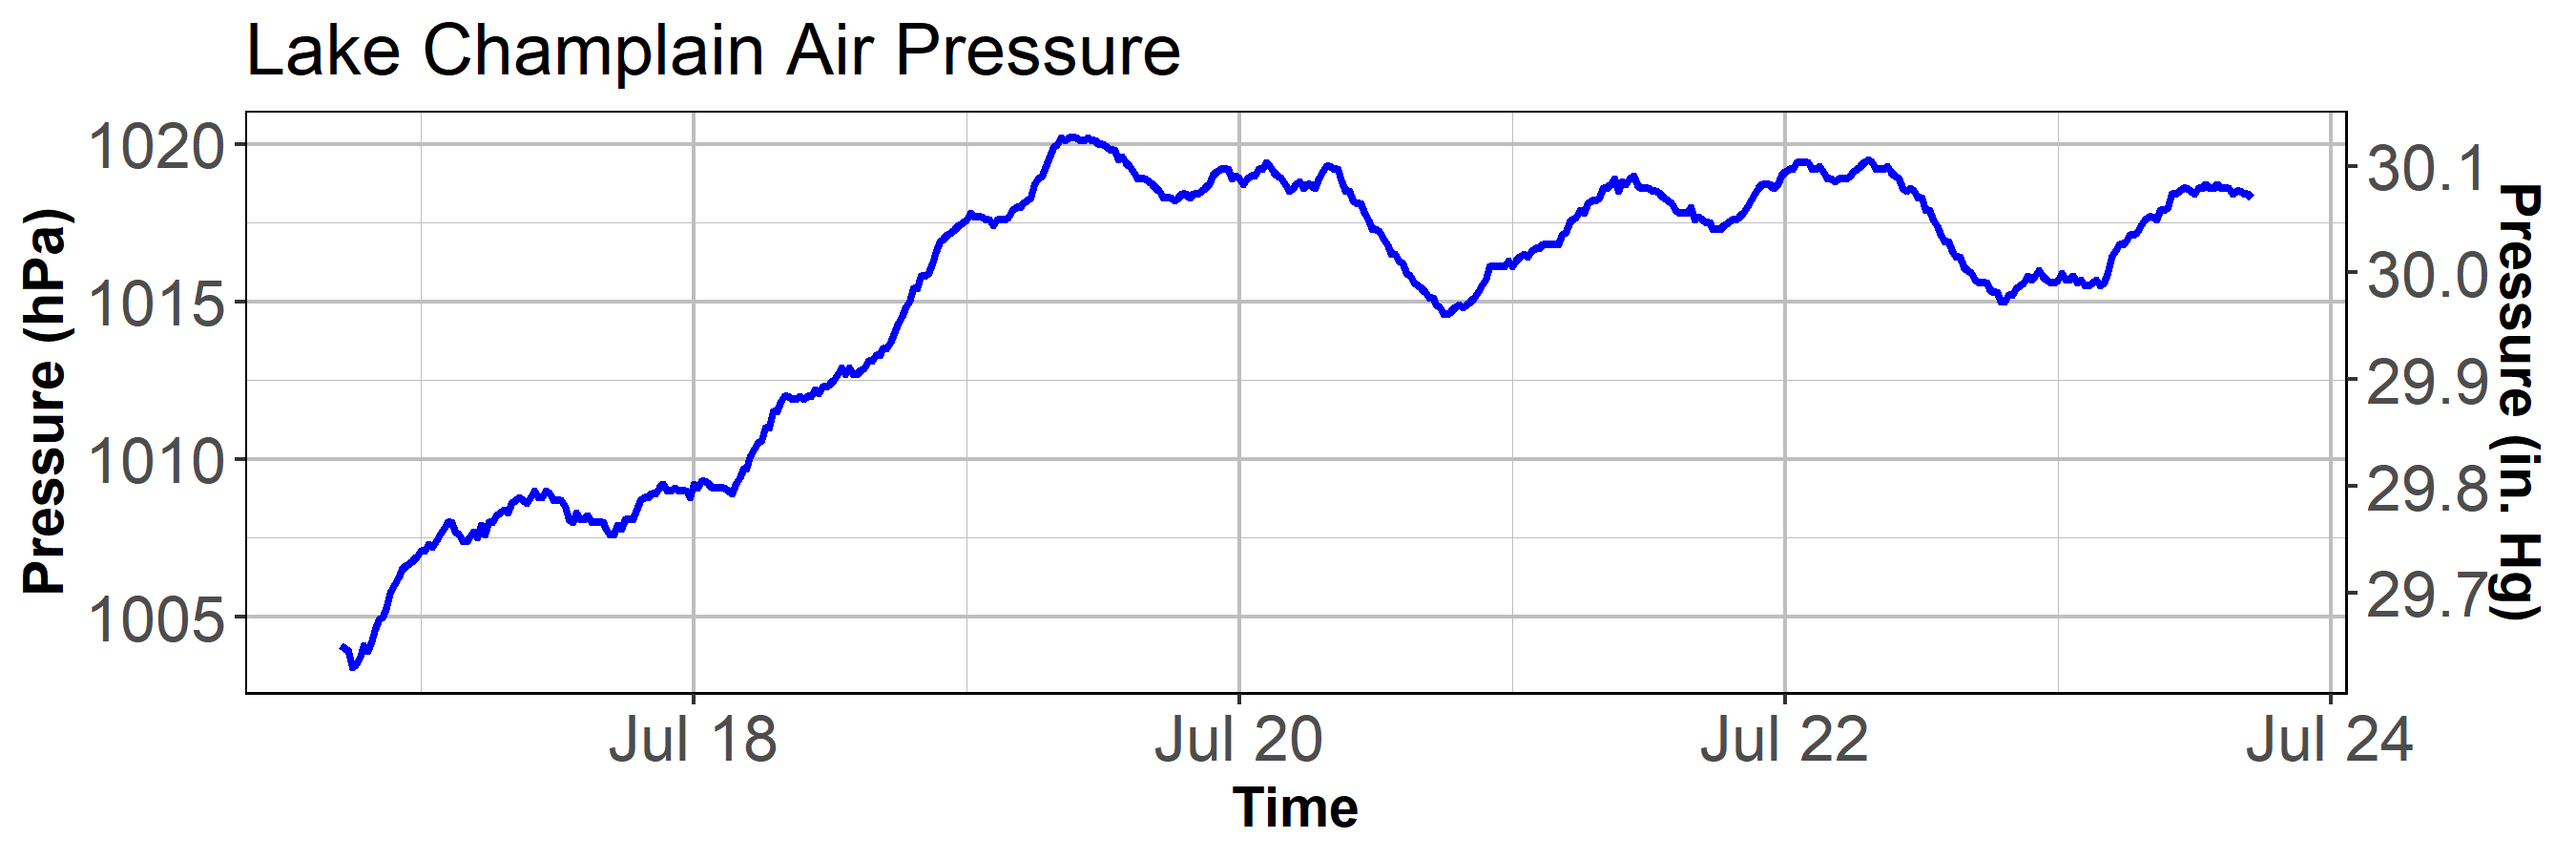 Lake Champlain Air Pressure
Pressure (hPa)
1020
1015
1010
1005
30.1
30.0
29.9
29.8
29.7
Pressure (in. Hg)
Jul 18
Jul 20
Jul 22
Jul 24
Time